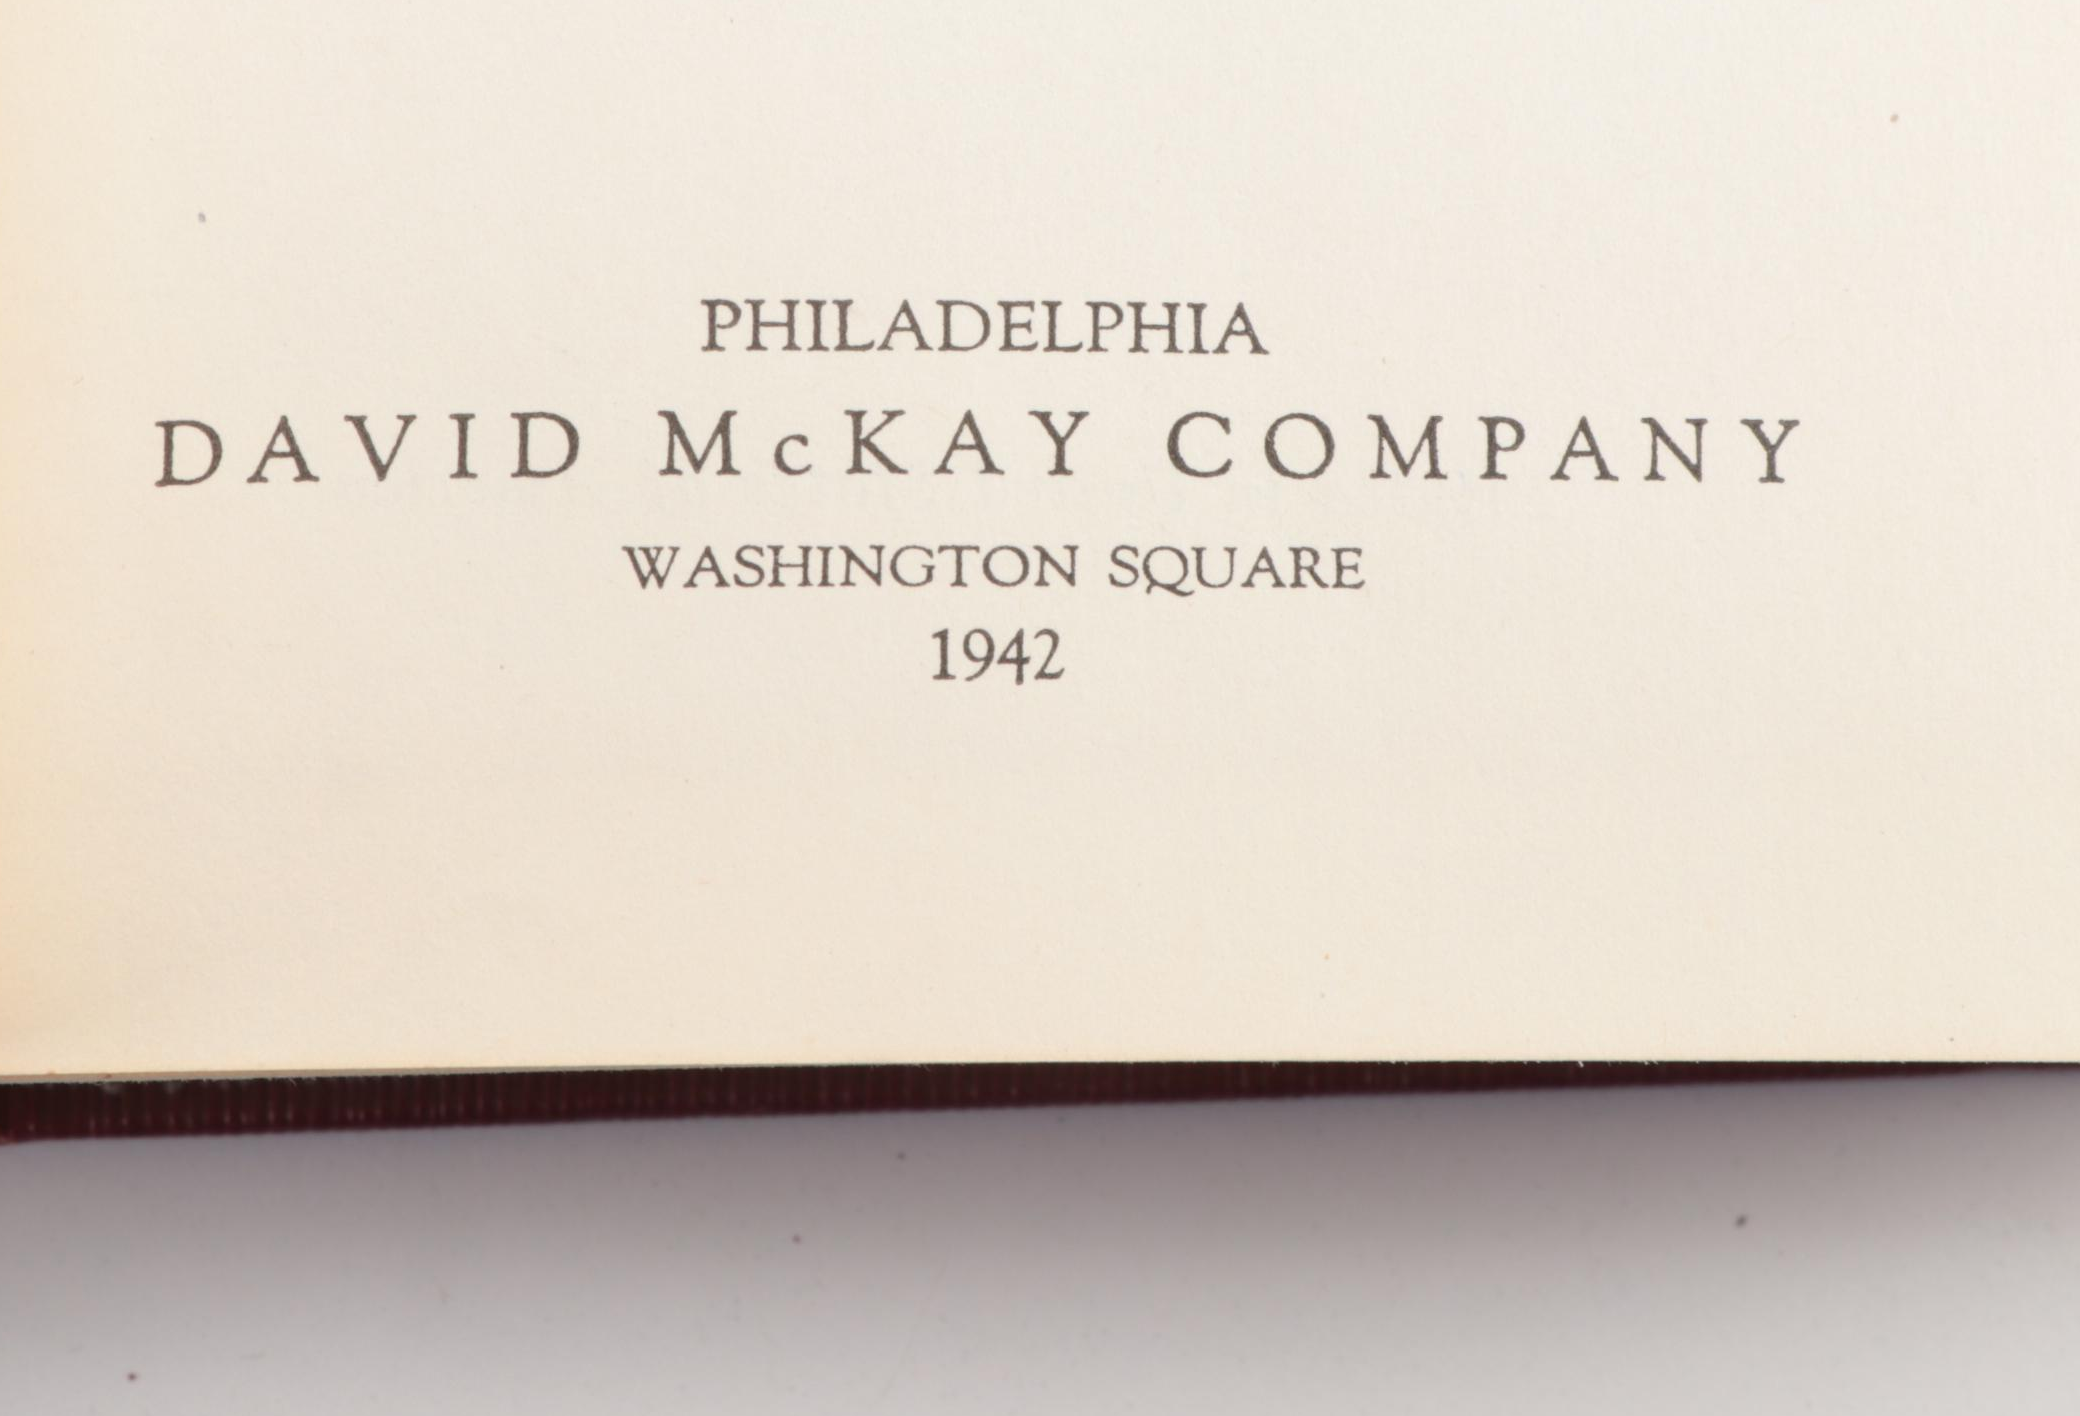 PHILADELPHIA
DAVID McKAY COMPANY
WASHINGTON SQUARE
1942